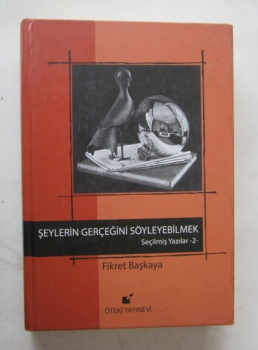 ŞEYLERİN GERÇEĞİNİ SÖYLEYEBİLMEK
Seçilmiş Yazılar -2-
Fikret Başkaya
ÖTEKİ YAYINEVİ